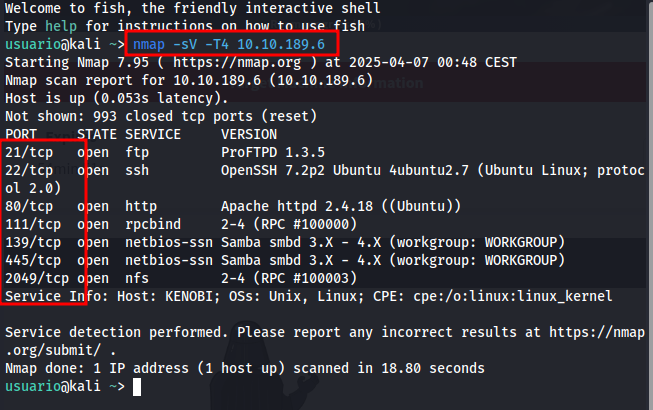 Welcome to fish, the friendly interactive shell
Type help for instructions on how to use fish
usuario@kali ~> nmap -sV -T4 10.10.189.6
Starting Nmap 7.95 ( https://nmap.org ) at 2025-04-07 00:48 CEST
Nmap scan report for 10.10.189.6 (10.10.189.6)
Host is up (0.053s latency).
Not shown: 993 closed tcp ports (reset)
PORT     STATE SERVICE     VERSION
21/tcp   open  ftp         ProFTPD 1.3.5
22/tcp   open  ssh         OpenSSH 7.2p2 Ubuntu 4ubuntu2.7 (Ubuntu Linux; protoc
ol 2.0)
80/tcp   open  http        Apache httpd 2.4.18 ((Ubuntu))
111/tcp  open  rpcbind     2-4 (RPC #100000)
139/tcp  open  netbios-ssn Samba smbd 3.X - 4.X (workgroup: WORKGROUP)
445/tcp  open  netbios-ssn Samba smbd 3.X - 4.X (workgroup: WORKGROUP)
2049/tcp open  nfs         2-4 (RPC #100003)
Service Info: Host: KENOBI; OSs: Unix, Linux; CPE: cpe:/o:linux:linux_kernel

Service detection performed. Please report any incorrect results at https://nmap
.org/submit/ .
Nmap done: 1 IP address (1 host up) scanned in 18.80 seconds
usuario@kali ~>